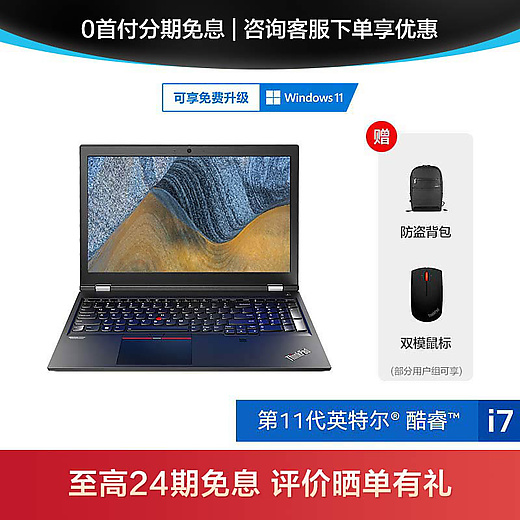 0首付分期免息 | 咨询客服下单享优惠
可享免费升级 Windows 11
赠
防盗背包
双模鼠标
(部分用户组可享)
ThinkPad
第11代英特尔® 酷睿™ i7
至高24期免息 评价晒单有礼